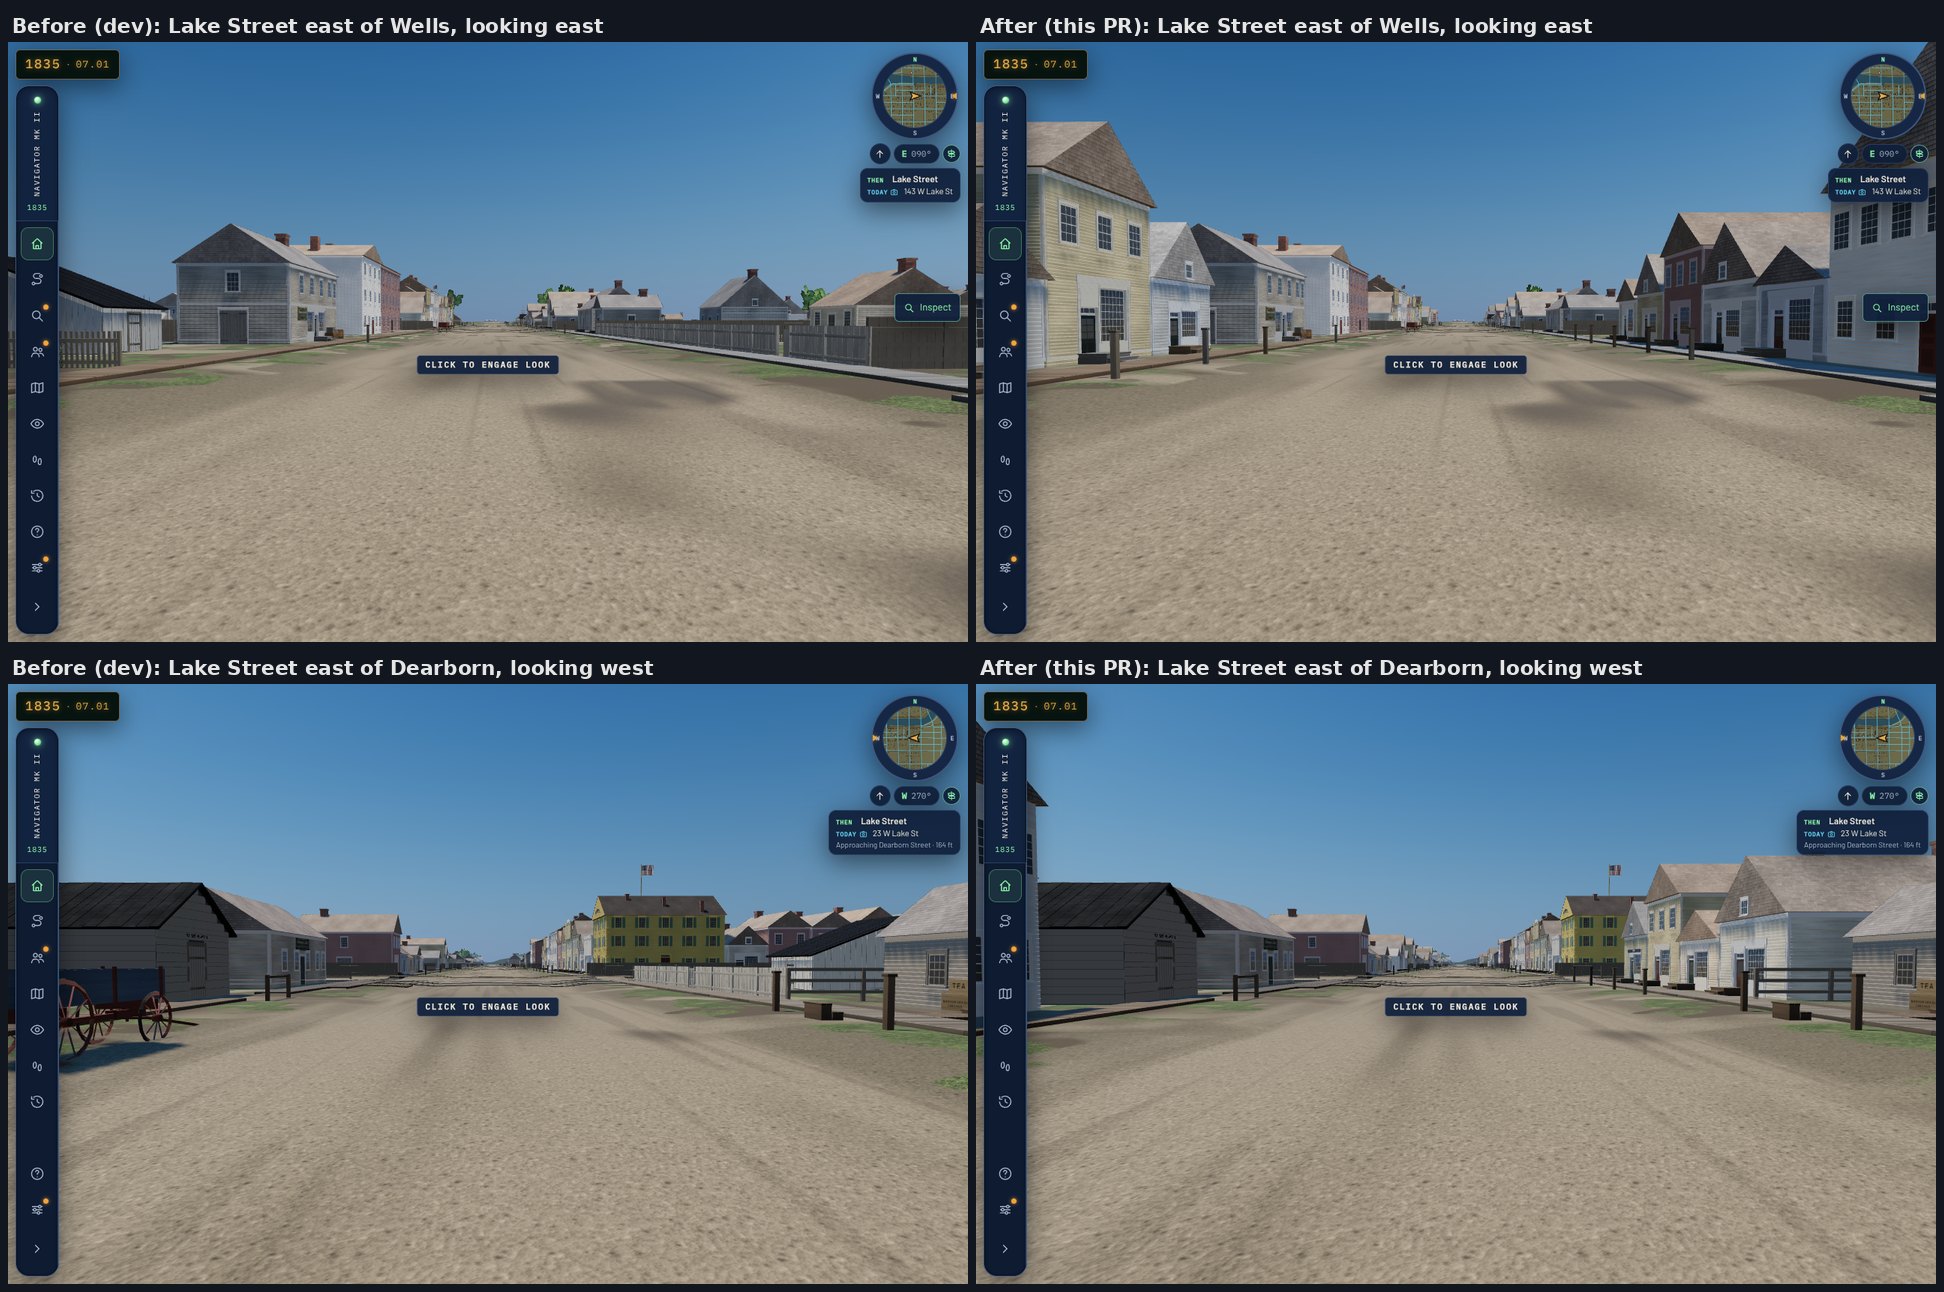 Before (dev): Lake Street east of Wells, looking east
1835 · 07.01
NAVIGATOR MK II
1835
N
W
S
E 090°
THEN Lake Street
TODAY 143 W Lake St
Inspect
CLICK TO ENGAGE LOOK
After (this PR): Lake Street east of Wells, looking east
1835 · 07.01
NAVIGATOR MK II
1835
N
W
S
E 090°
THEN Lake Street
TODAY 143 W Lake St
Inspect
CLICK TO ENGAGE LOOK
Before (dev): Lake Street east of Dearborn, looking west
1835 · 07.01
NAVIGATOR MK II
1835
N
E
S
W 270°
THEN Lake Street
TODAY 23 W Lake St
Approaching Dearborn Street · 164 ft
TEA
CLICK TO ENGAGE LOOK
After (this PR): Lake Street east of Dearborn, looking west
1835 · 07.01
NAVIGATOR MK II
1835
N
E
S
W 270°
THEN Lake Street
TODAY 23 W Lake St
Approaching Dearborn Street · 164 ft
TEA
CLICK TO ENGAGE LOOK